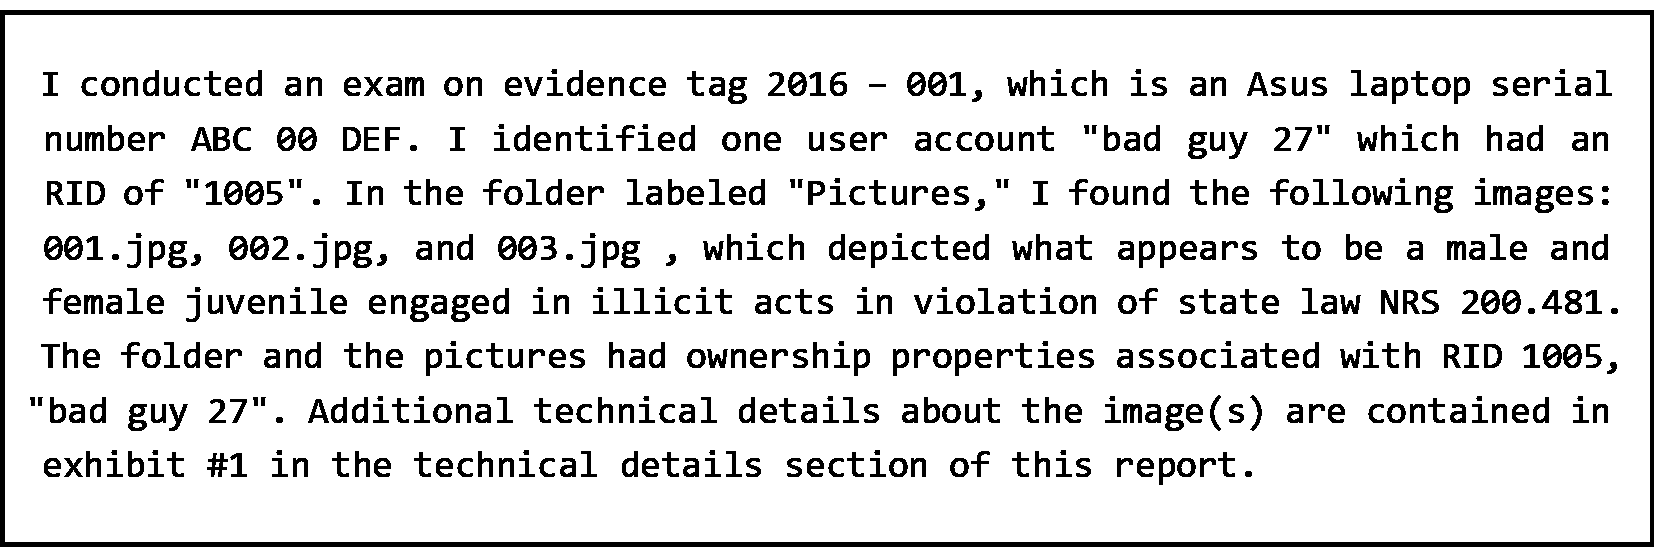 I conducted an exam on evidence tag 2016 – 001, which is an Asus laptop serial
number ABC 00 DEF. I identified one user account "bad guy 27" which had an
RID of "1005". In the folder labeled "Pictures," I found the following images:
001.jpg, 002.jpg, and 003.jpg , which depicted what appears to be a male and
female juvenile engaged in illicit acts in violation of state law NRS 200.481.
The folder and the pictures had ownership properties associated with RID 1005,
"bad guy 27". Additional technical details about the image(s) are contained in
exhibit #1 in the technical details section of this report.